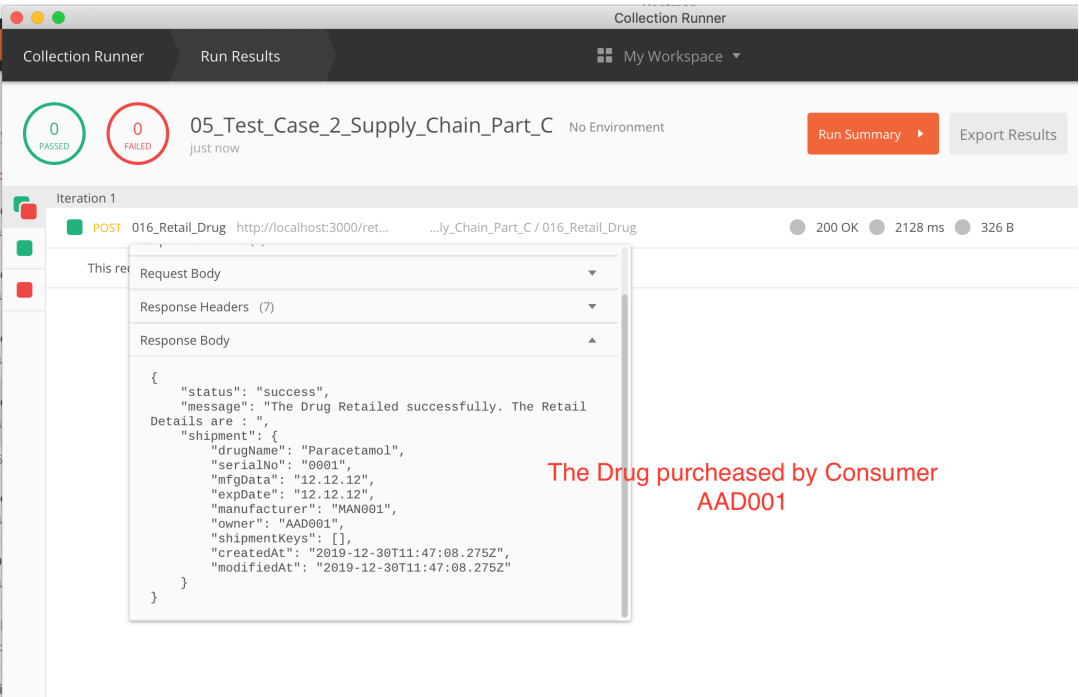 Collection Runner
Collection Runner
Run Results
My Workspace
0
PASSED
0
FAILED
05_Test_Case_2_Supply_Chain_Part_C
No Environment
just now
Run Summary
Export Results
Iteration 1
POST 016_Retail_Drug http://localhost:3000/ret... ...ly_Chain_Part_C / 016_Retail_Drug 200 OK 2128 ms 326 B
This re
Request Body
Response Headers (7)
Response Body
{
"status": "success",
"message": "The Drug Retailed successfully. The Retail
Details are : ",
"shipment": {
"drugName": "Paracetamol",
"serialNo": "0001",
"mfgData": "12.12.12",
"expDate": "12.12.12",
"manufacturer": "MAN001",
"owner": "AAD001",
"shipmentKeys": [],
"createdAt": "2019-12-30T11:47:08.275Z",
"modifiedAt": "2019-12-30T11:47:08.275Z"
}
}
The Drug purcheased by Consumer
AAD001